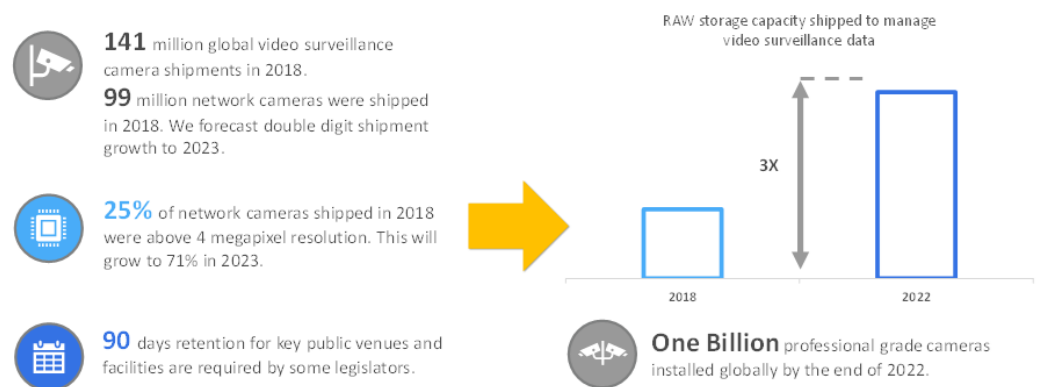 141 million global video surveillance
camera shipments in 2018.
99 million network cameras were shipped
in 2018. We forecast double digit shipment
growth to 2023.
25% of network cameras shipped in 2018
were above 4 megapixel resolution. This will
grow to 71% in 2023.
90 days retention for key public venues and
facilities are required by some legislators.
RAW storage capacity shipped to manage
video surveillance data
3X
2018
2022
One Billion professional grade cameras
installed globally by the end of 2022.